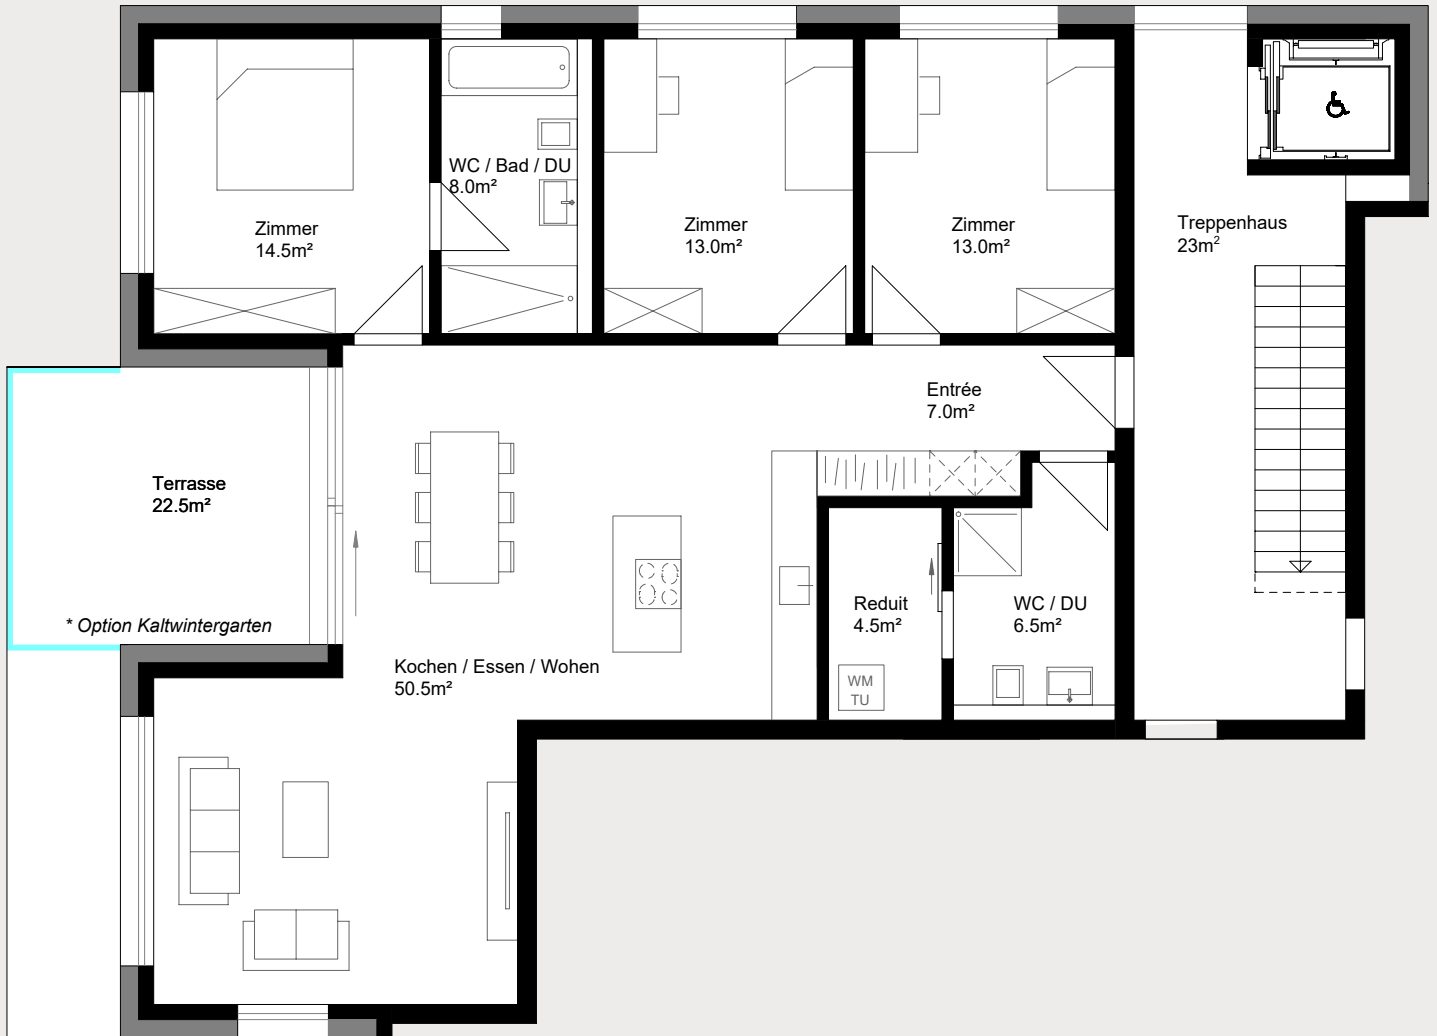 WC / Bad / DU
8.0m²
Zimmer
14.5m²
Zimmer
13.0m²
Zimmer
13.0m²
Treppenhaus
23m²
Entrée
7.0m²
Terrasse
22.5m²
* Option Kaltwintergarten
Kochen / Essen / Wohen
50.5m²
Reduit
4.5m²
WC / DU
6.5m²
WM
TU